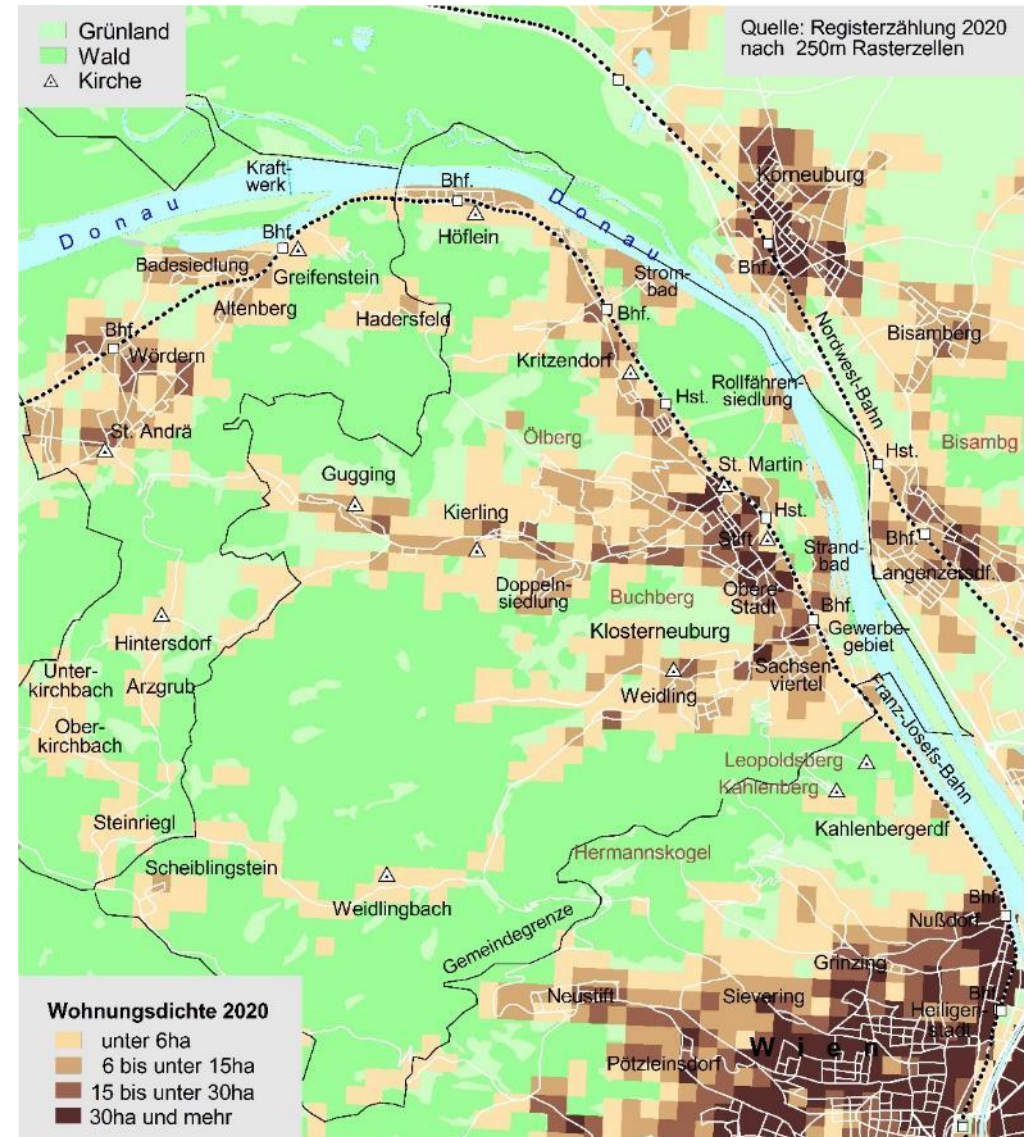 Grünland
Wald
Kirche
Quelle: Registerzählung 2020
nach 250m Rasterzellen
Korneuburg
Kraft-
werk
Bhf.
Donau
Donau
Höflein
Bhf.
Badesiedlung
Greifenstein
Altenberg
Strom-
bad
Bhf.
Bhf.
Hadersfeld
Bisamberg
Nordwest-Bahn
Bhf.
Wördern
Kritzendorf
Rollfähren-
siedlung
Hst.
St. Andrä
Ölberg
Hst.
Bisambg
St. Martin
Gugging
Kierling
Hst.
Stift
Strand-
bad
Bhf.
Langenzersdf.
Doppeln-
siedlung
Buchberg
Obere
Stadt
Bhf.
Gewerbe-
gebiet
Klosterneuburg
Hintersdorf
Unter-
kirchbach
Arzgrub
Weidling
Sachsen
viertel
Franz-Josefs-Bahn
Ober-
kirchbach
Leopoldsberg
Kahlenberg
Kahlenbergerdf
Steinriegl
Hermannskogel
Scheiblingstein
Weidlingbach
Gemeindegrenze
Bhf.
Nußdorf
Grinzing
Neustift
Sievering
Bhf.
Heiligen-
stadt
Wien
Pötzleinsdorf
Wohnungsdichte 2020
unter 6ha
6 bis unter 15ha
15 bis unter 30ha
30ha und mehr